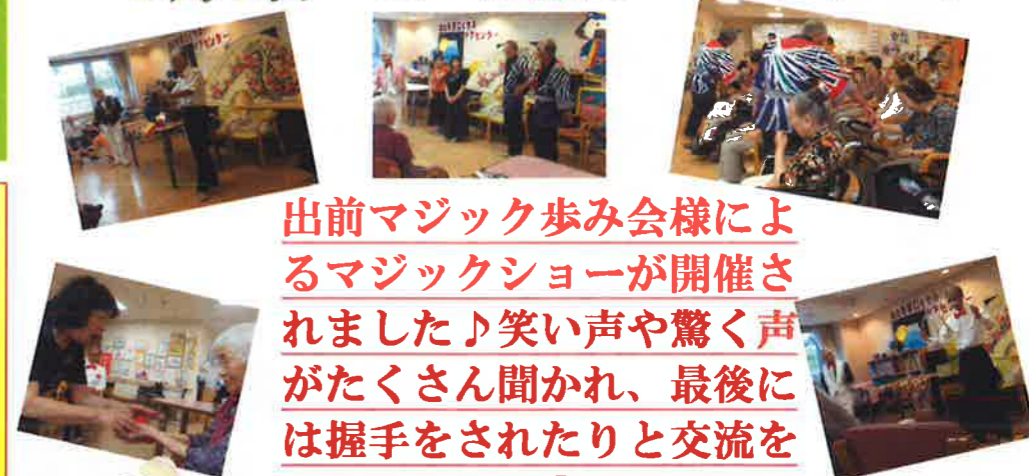 出前マジック歩み会様によ
るマジックショーが開催さ
れました♪笑い声や驚く声
がたくさん聞かれ、最後に
は握手をされたりと交流を